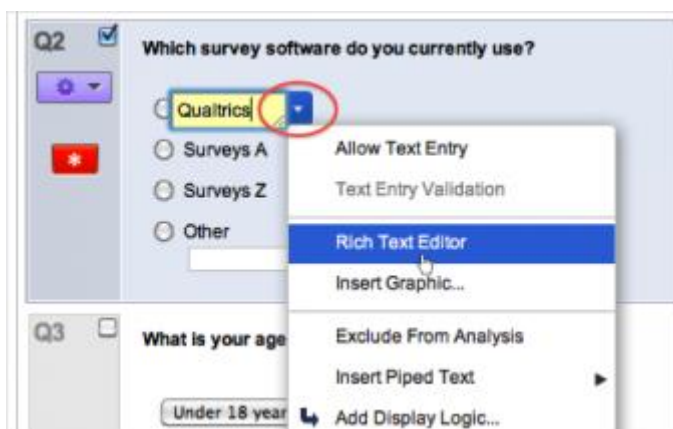 Q2
Which survey software do you currently use?
Qualtrics
Surveys A
Surveys Z
Other
Allow Text Entry
Text Entry Validation
Rich Text Editor
Insert Graphic...
Exclude From Analysis
Insert Piped Text
Add Display Logic...
Q3
What is your age
Under 18 year